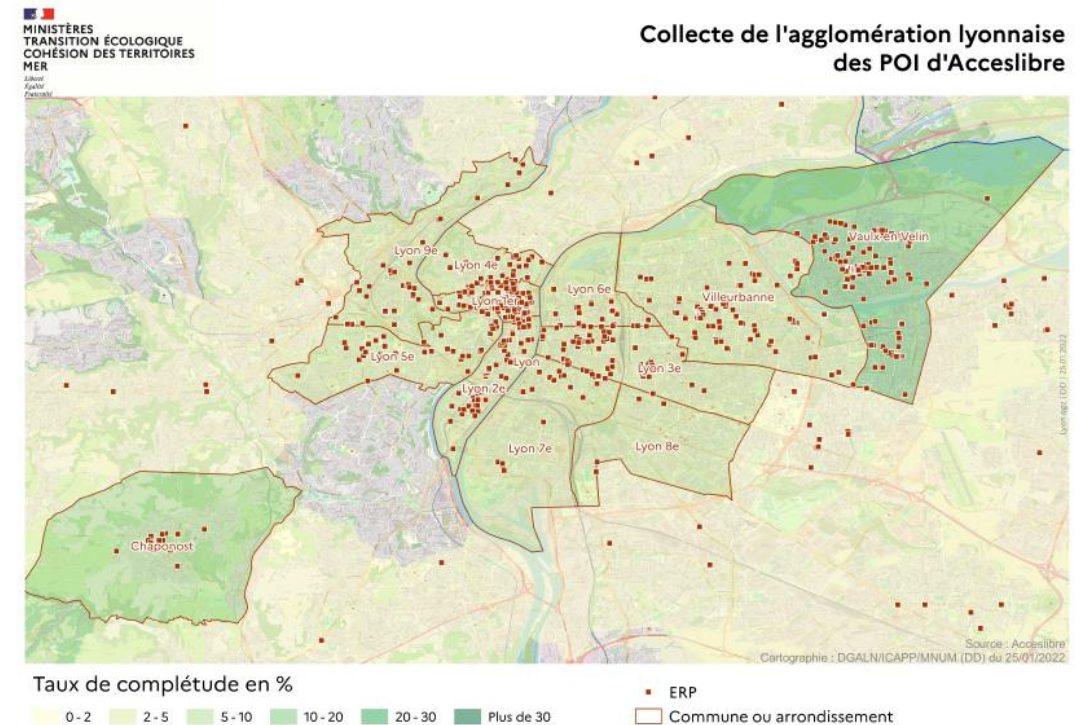 MINISTÈRES
TRANSITION ÉCOLOGIQUE
COHÉSION DES TERRITOIRES
MER
Liberté
Égalité
Fraternité
Collecte de l'agglomération lyonnaise
des POI d'Acceslibre
Lyon 9e
Lyon 4e
Lyon 1er
Lyon 6e
Vaulx-en-Velin
Villeurbanne
Lyon 5e
Lyon
Lyon 3e
Lyon 2e
Lyon 7e
Lyon 8e
Chaponost
Source : Acceslibre
Cartographie : DGALN/ICAPP/MNUM (DD) du 25/01/2022
Taux de complétude en %
0 - 2
2 - 5
5 - 10
10 - 20
20 - 30
Plus de 30
ERP
Commune ou arrondissement